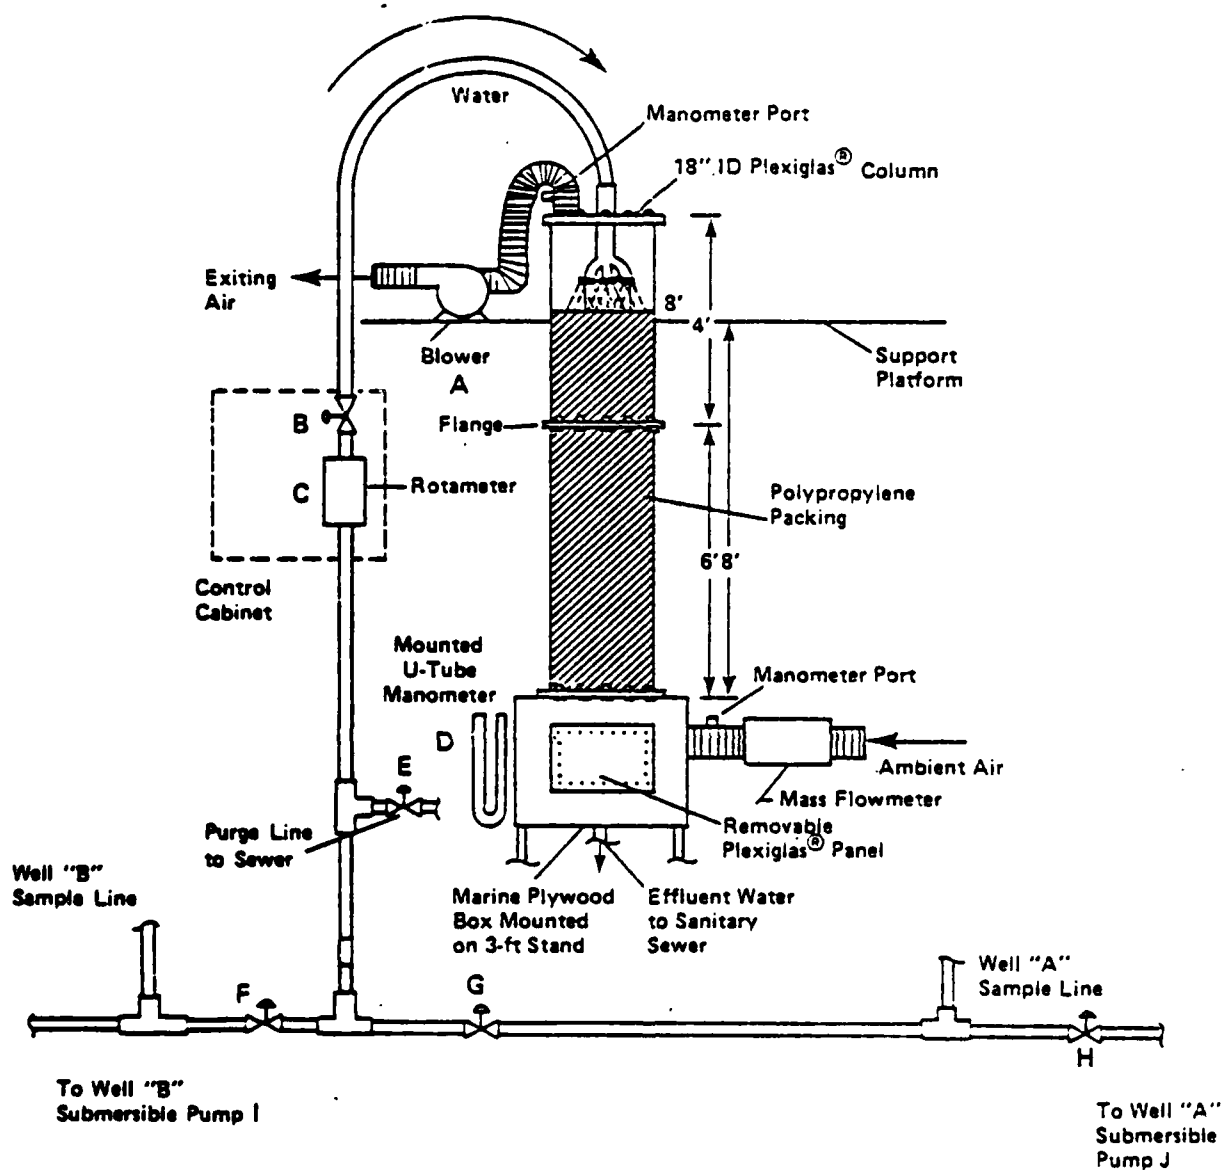 Water
Manometer Port
18" ID Plexiglas® Column
Exiting
Air
8'
4'
Blower
A
Support
Platform
B
Flange
C
Rotameter
Polypropylene
Packing
6' 8'
Control
Cabinet
Mounted
U-Tube
Manometer
Manometer Port
D
E
Ambient Air
Mass Flowmeter
Purge Line
to Sewer
Removable
Plexiglas® Panel
Well "B"
Sample Line
Marine Plywood
Box Mounted
on 3-ft Stand
Effluent Water
to Sanitary
Sewer
Well "A"
Sample Line
F
G
H
To Well "B"
Submersible Pump I
To Well "A"
Submersible
Pump J